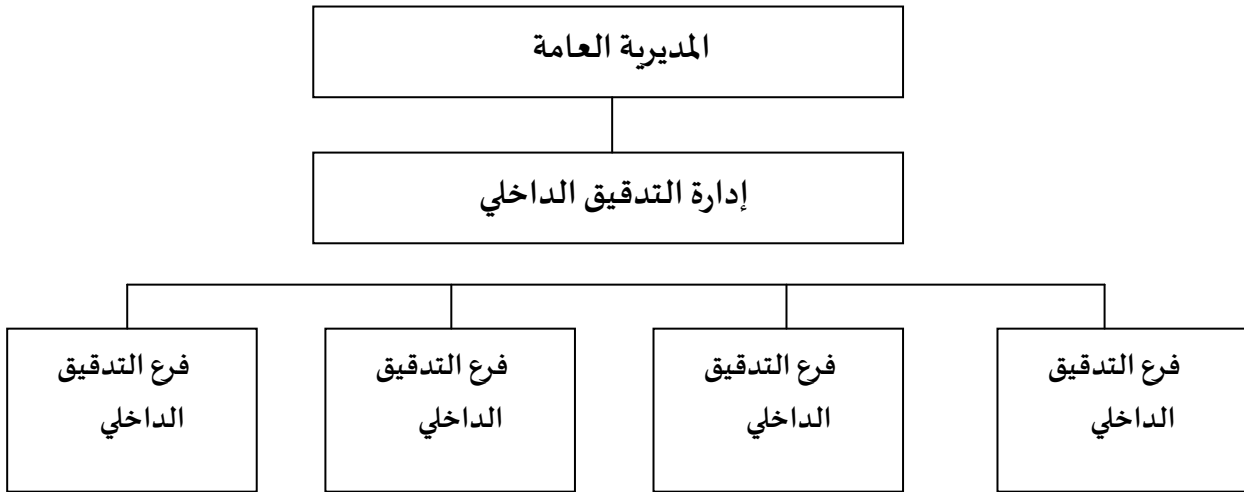 المديرية العامة
إدارة التدقيق الداخلي
فرع التدقيق
الداخلي
فرع التدقيق
الداخلي
فرع التدقيق
الداخلي
فرع التدقيق
الداخلي